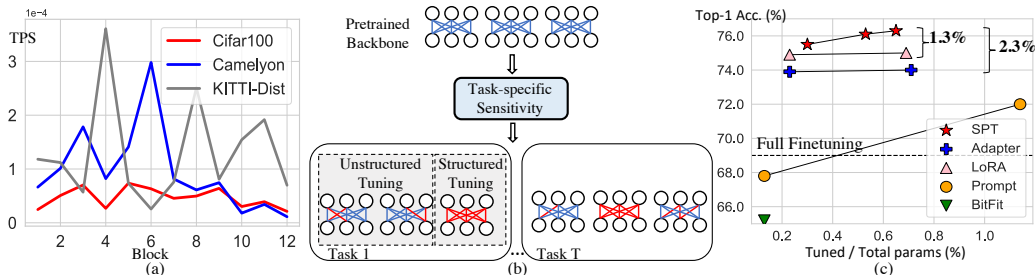 1e-4
TPS
Cifar100
Camelyon
KITTI-Dist
3
2
1
0
2 4 6 8 10 12
Block
(a)
Pretrained
Backbone
Task-specific
Sensitivity
Unstructured
Tuning
Structured
Tuning
Task 1
...
Task T
(b)
Top-1 Acc. (%)
76.0
74.0
72.0
70.0
68.0
66.0
1.3%
2.3%
Full Finetuning
SPT
Adapter
LoRA
Prompt
BitFit
0.2 0.4 0.6 0.8 1.0
Tuned / Total params (%)
(c)